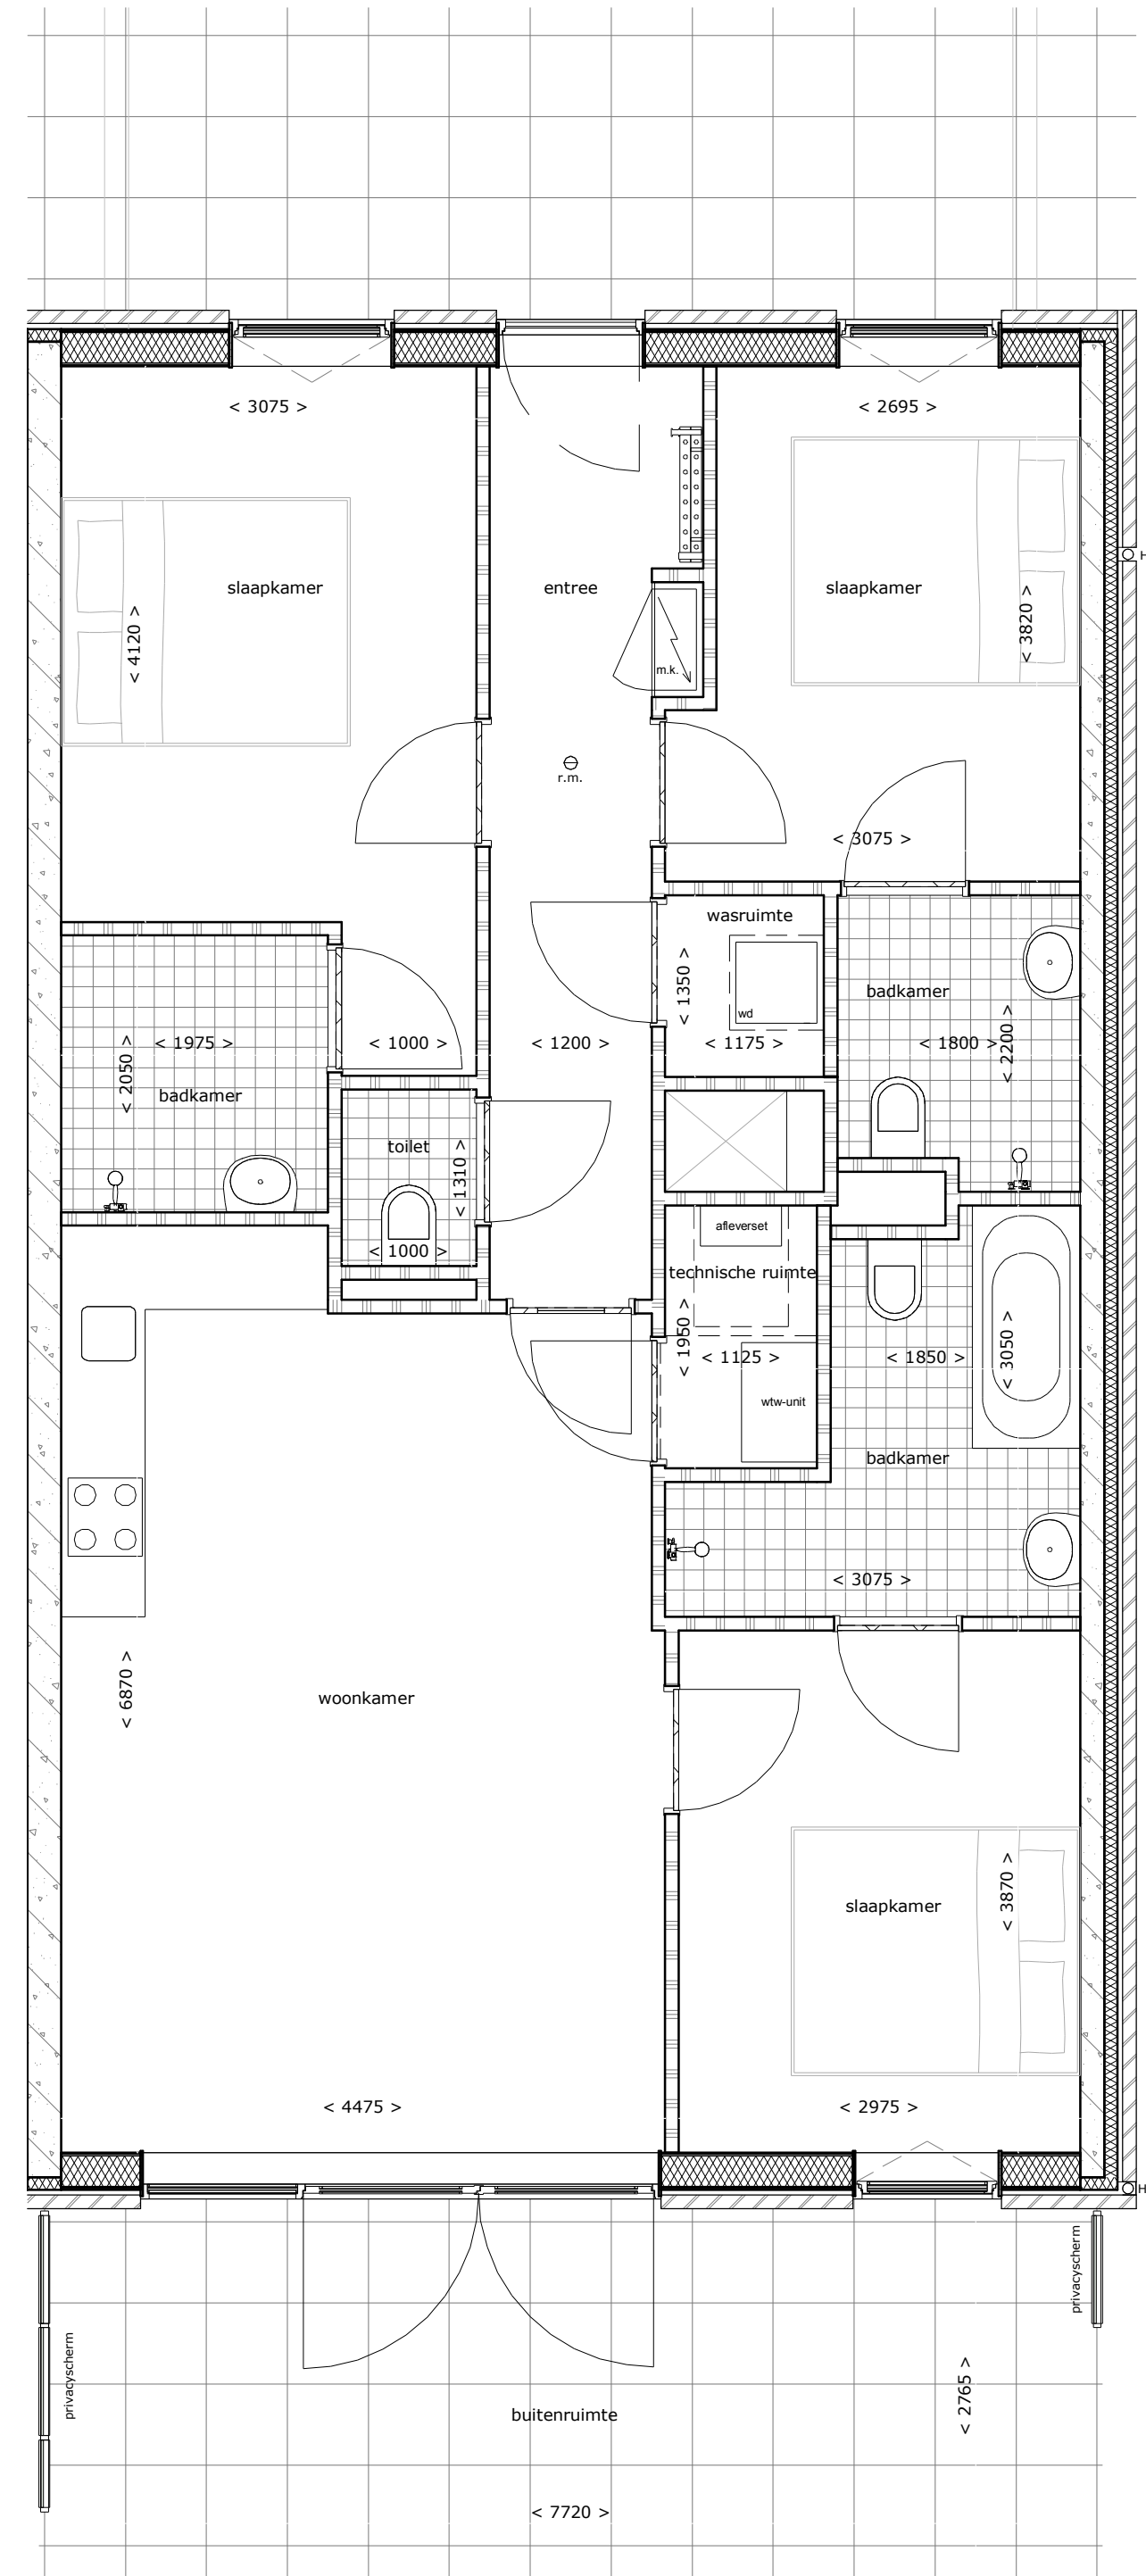 < 3075 >
< 2695 >
H
slaapkamer
entree
slaapkamer
< 4120 >
< 3820 >
m.k.
r.m.
< 3075 >
wasruimte
< 1350 >
wd
badkamer
< 2050 >
< 1975 >
< 1000 >
< 1200 >
< 1175 >
< 1800 >
< 2200 >
badkamer
toilet
< 1310 >
< 1000 >
afleverset
technische ruimte
< 1950 >
< 1125 >
< 1850 >
< 3050 >
wtw-unit
badkamer
< 3075 >
< 6870 >
woonkamer
slaapkamer
< 3870 >
< 4475 >
< 2975 >
H
privacyscherm
privacyscherm
< 2765 >
buitenruimte
< 7720 >